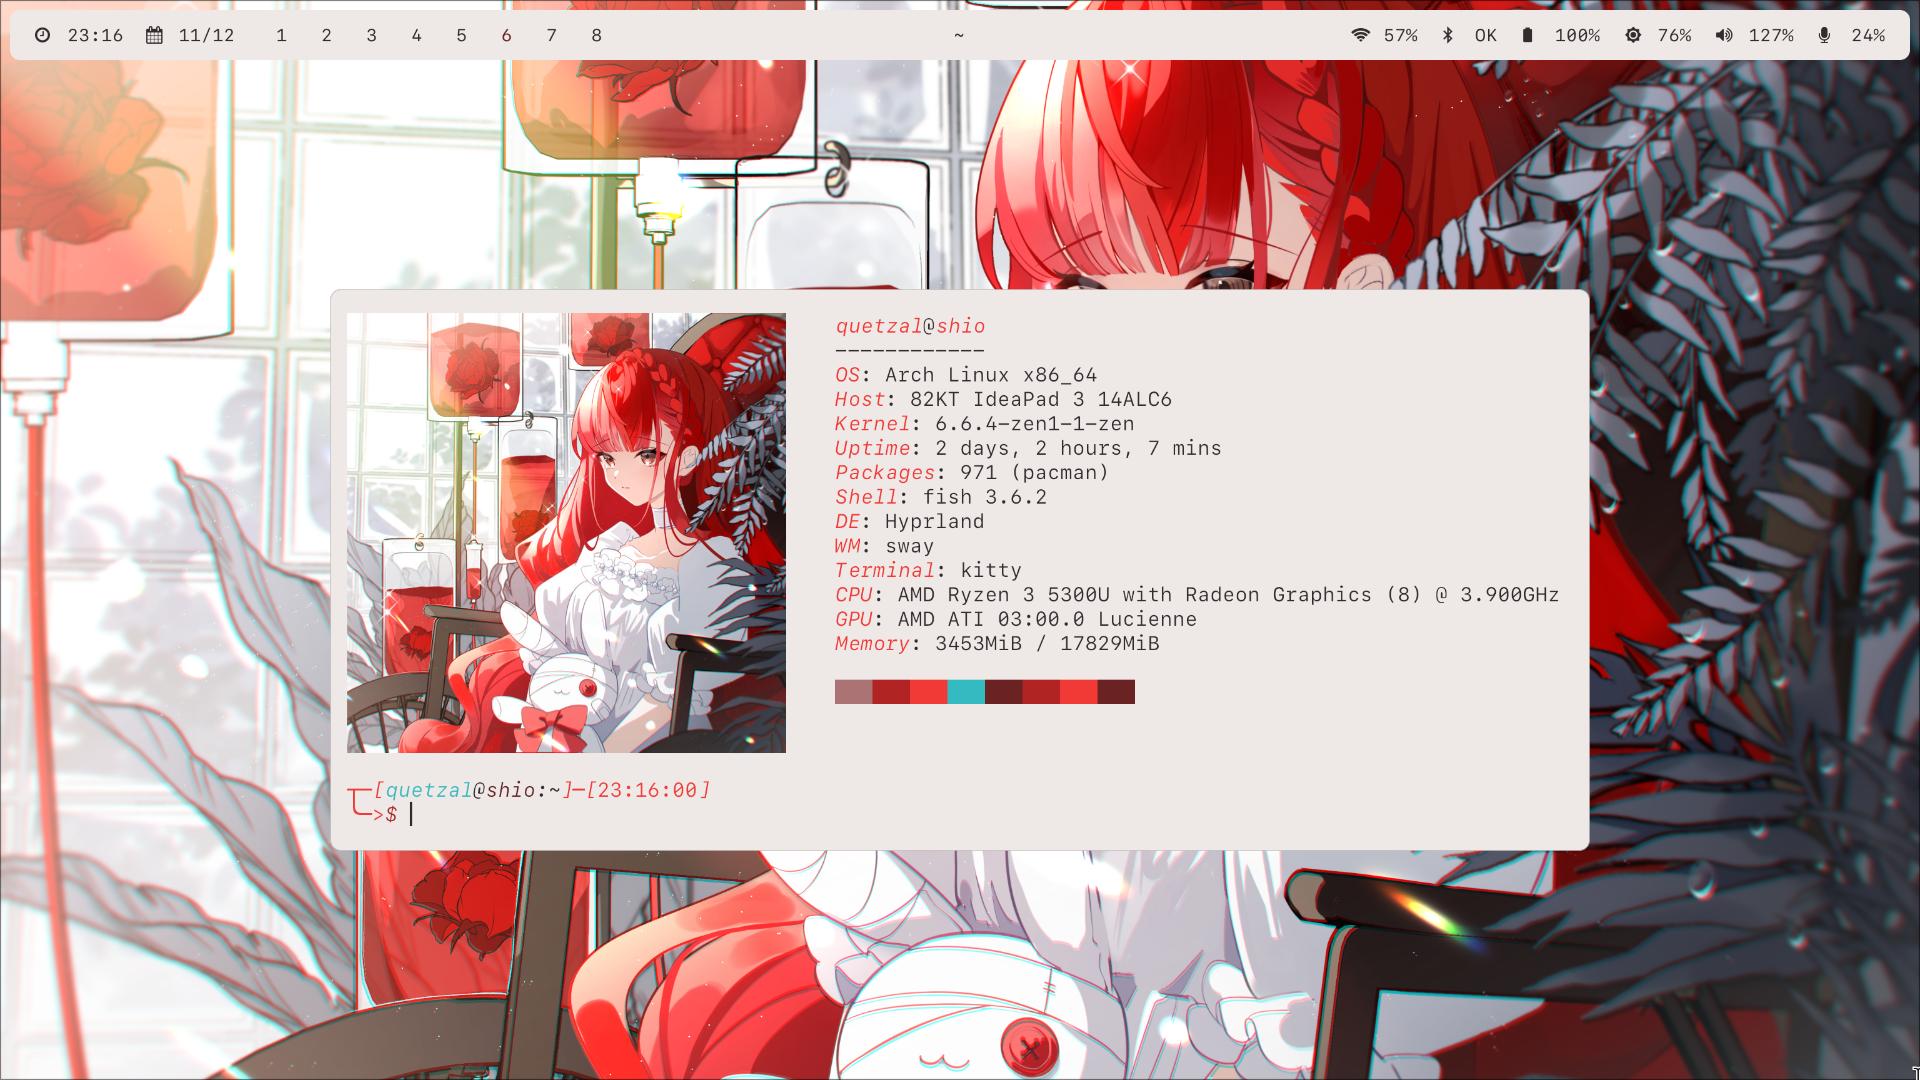 23:16 11/12 1 2 3 4 5 6 7 8 ~ 57% OK 100% 76% 127% 24%
quetzal@shio
------------
OS: Arch Linux x86_64
Host: 82KT IdeaPad 3 14ALC6
Kernel: 6.6.4-zen1-1-zen
Uptime: 2 days, 2 hours, 7 mins
Packages: 971 (pacman)
Shell: fish 3.6.2
DE: Hyprland
WM: sway
Terminal: kitty
CPU: AMD Ryzen 3 5300U with Radeon Graphics (8) @ 3.900GHz
GPU: AMD ATI 03:00.0 Lucienne
Memory: 3453MiB / 17829MiB
┬─[quetzal@shio:~]─[23:16:00]
╰─>$